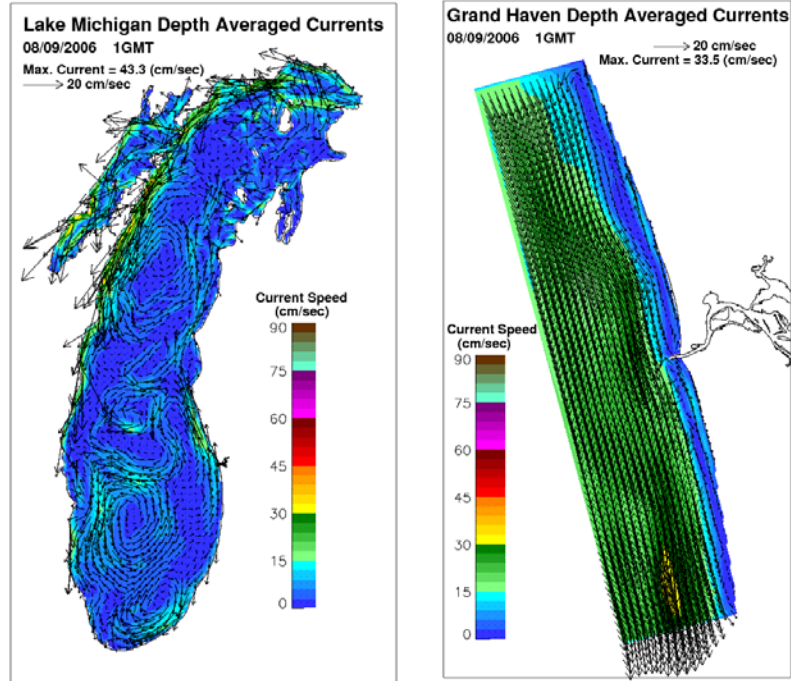 Lake Michigan Depth Averaged Currents
08/09/2006 1GMT
Max. Current = 43.3 (cm/sec)
20 cm/sec
Current Speed
(cm/sec)
90
75
60
45
30
15
0
Grand Haven Depth Averaged Currents
08/09/2006 1GMT
20 cm/sec
Max. Current = 33.5 (cm/sec)
Current Speed
(cm/sec)
90
75
60
45
30
15
0